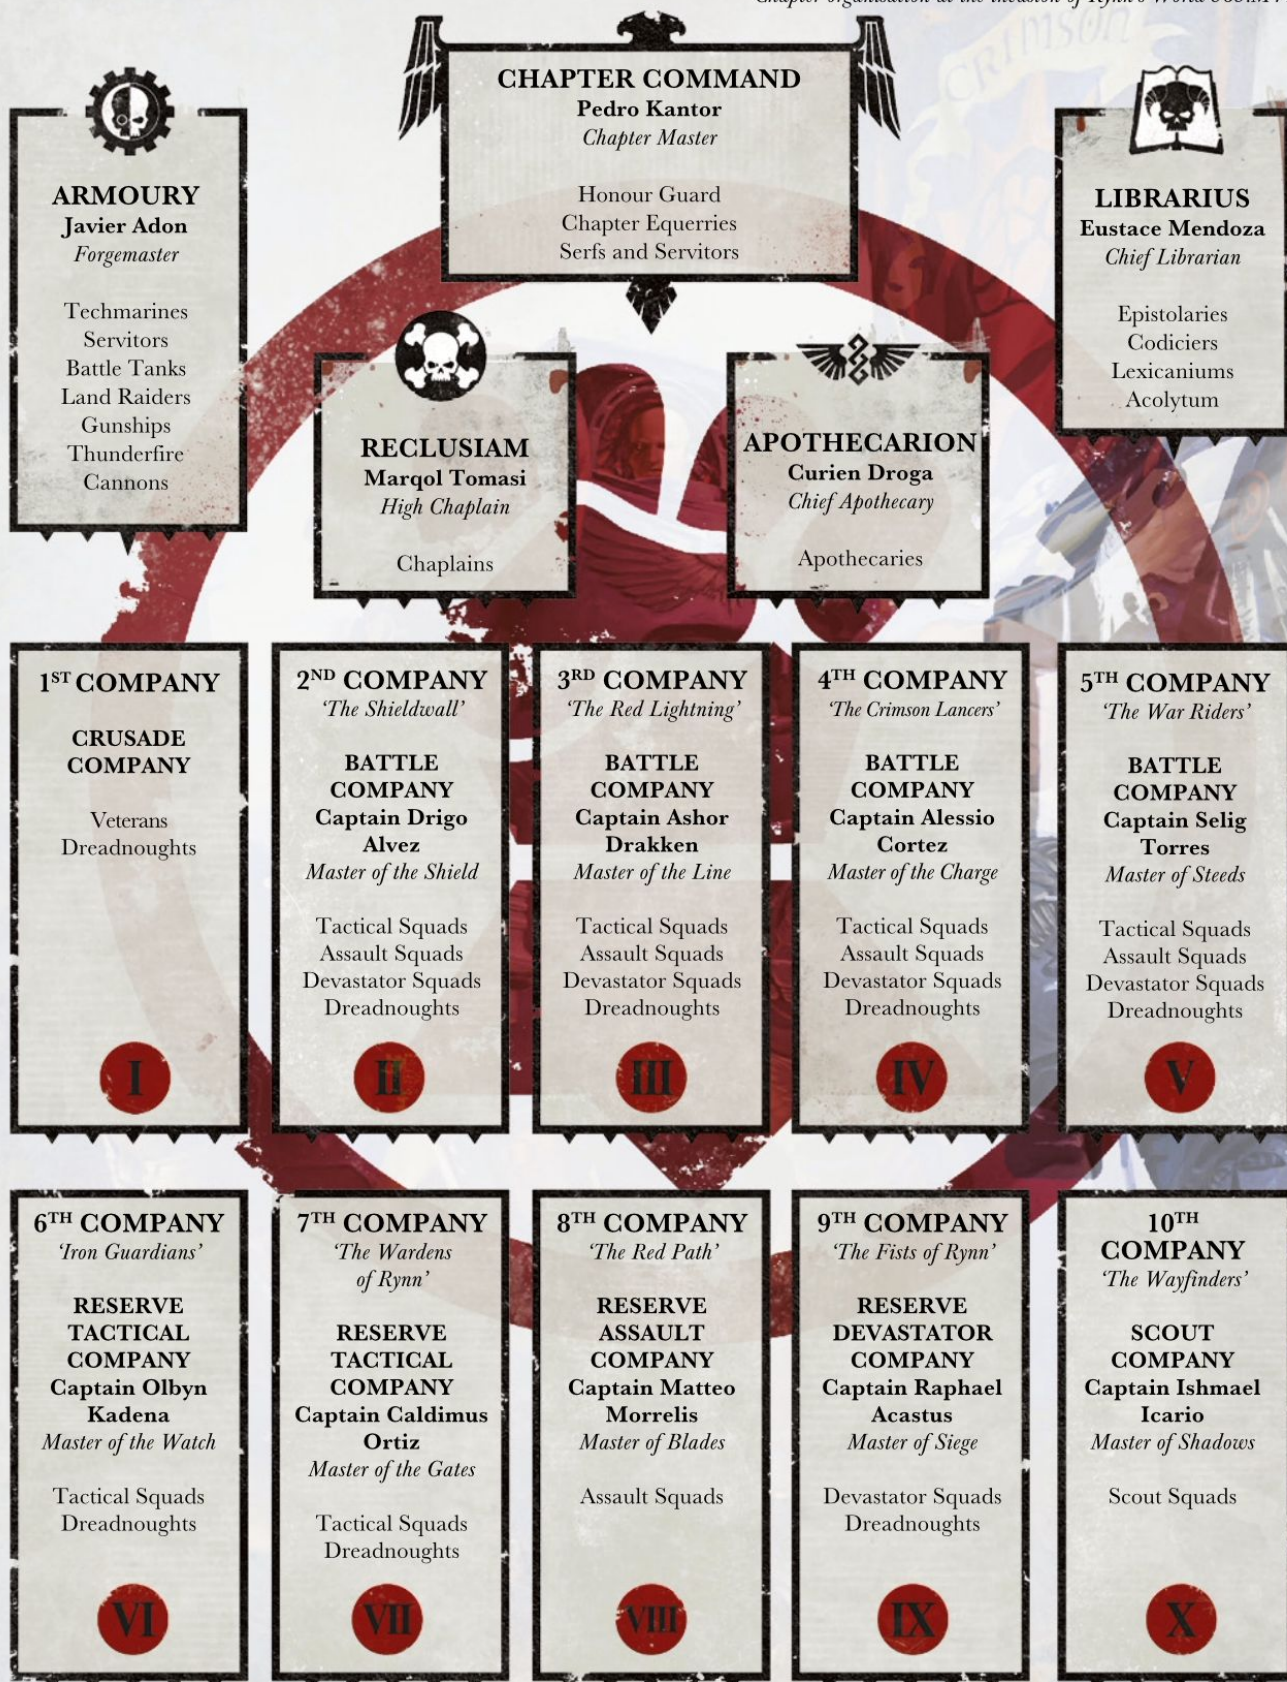 Chapter organisation at the invasion of Rynn's World
CRIMSON
CHAPTER COMMAND
Pedro Kantor
Chapter Master
Honour Guard
Chapter Equerries
Serfs and Servitors
ARMOURY
Javier Adon
Forgemaster
Techmarines
Servitors
Battle Tanks
Land Raiders
Gunships
Thunderfire
Cannons
LIBRARIUS
Eustace Mendoza
Chief Librarian
Epistolaries
Codiciers
Lexicaniums
Acolytum
RECLUSIAM
Marqol Tomasi
High Chaplain
Chaplains
APOTHECARION
Curien Droga
Chief Apothecary
Apothecaries
1ST COMPANY
CRUSADE
COMPANY
Veterans
Dreadnoughts
I
2ND COMPANY
‘The Shieldwall’
BATTLE
COMPANY
Captain Drigo
Alvez
Master of the Shield
Tactical Squads
Assault Squads
Devastator Squads
Dreadnoughts
II
3RD COMPANY
‘The Red Lightning’
BATTLE
COMPANY
Captain Ashor
Drakken
Master of the Line
Tactical Squads
Assault Squads
Devastator Squads
Dreadnoughts
III
4TH COMPANY
‘The Crimson Lancers’
BATTLE
COMPANY
Captain Alessio
Cortez
Master of the Charge
Tactical Squads
Assault Squads
Devastator Squads
Dreadnoughts
IV
5TH COMPANY
‘The War Riders’
BATTLE
COMPANY
Captain Selig
Torres
Master of Steeds
Tactical Squads
Assault Squads
Devastator Squads
Dreadnoughts
V
6TH COMPANY
‘Iron Guardians’
RESERVE
TACTICAL
COMPANY
Captain Olbyn
Kadena
Master of the Watch
Tactical Squads
Dreadnoughts
VI
7TH COMPANY
‘The Wardens
of Rynn’
RESERVE
TACTICAL
COMPANY
Captain Caldimus
Ortiz
Master of the Gates
Tactical Squads
Dreadnoughts
VII
8TH COMPANY
‘The Red Path’
RESERVE
ASSAULT
COMPANY
Captain Matteo
Morrelis
Master of Blades
Assault Squads
VIII
9TH COMPANY
‘The Fists of Rynn’
RESERVE
DEVASTATOR
COMPANY
Captain Raphael
Acastus
Master of Siege
Devastator Squads
Dreadnoughts
IX
10TH
COMPANY
‘The Wayfinders’
SCOUT
COMPANY
Captain Ishmael
Icario
Master of Shadows
Scout Squads
X